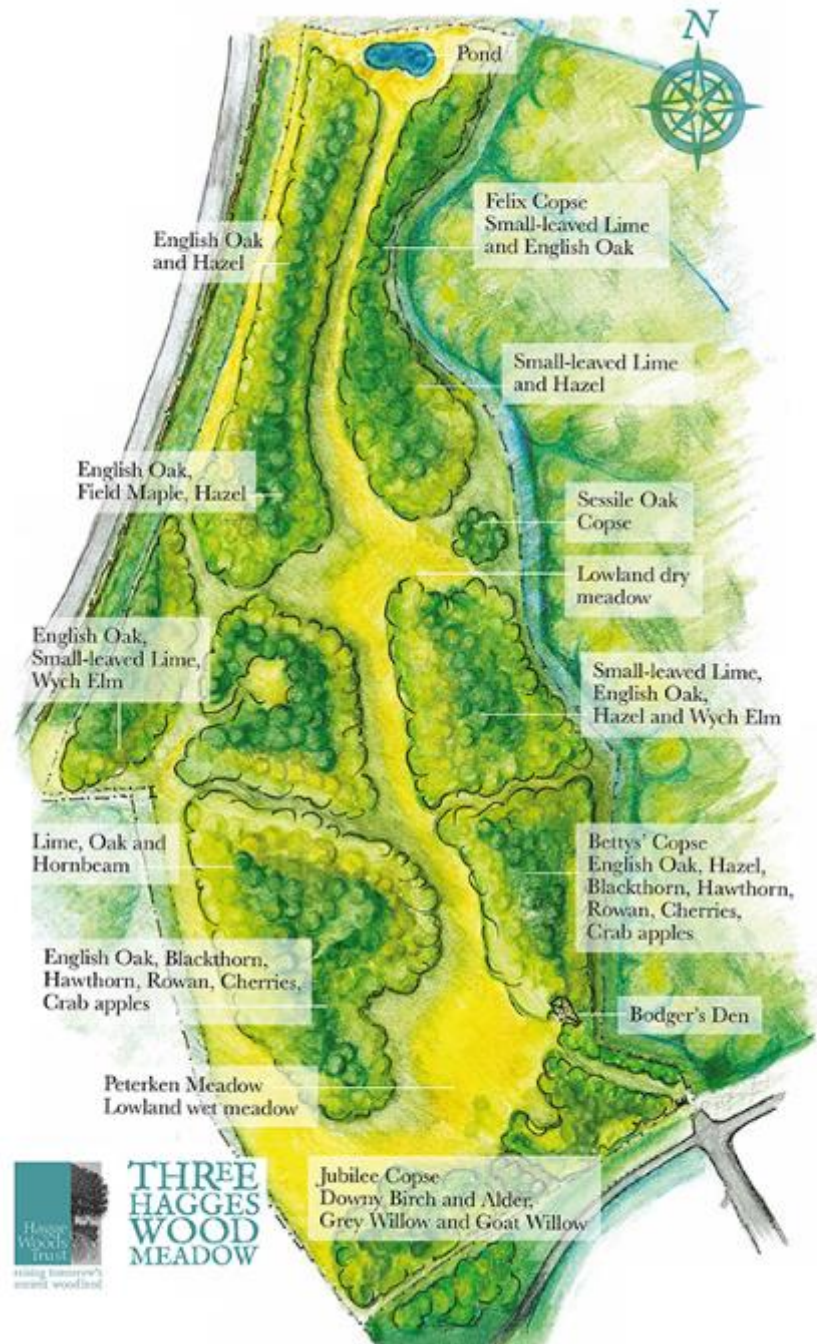 N
Pond
Felix Copse
Small-leaved Lime
and English Oak
English Oak
and Hazel
Small-leaved Lime
and Hazel
English Oak,
Field Maple, Hazel
Sessile Oak
Copse
Lowland dry
meadow
English Oak,
Small-leaved Lime,
Wych Elm
Small-leaved Lime,
English Oak,
Hazel and Wych Elm
Lime, Oak and
Hornbeam
Bettys' Copse
English Oak, Hazel,
Blackthorn, Hawthorn,
Rowan, Cherries,
Crab apples
English Oak, Blackthorn,
Hawthorn, Rowan, Cherries,
Crab apples
Bodger's Den
Peterken Meadow
Lowland wet meadow
Jubilee Copse
Downy Birch and Alder,
Grey Willow and Goat Willow
Hagge
Woods
Trust
THREE
HAGGES
WOOD
MEADOW